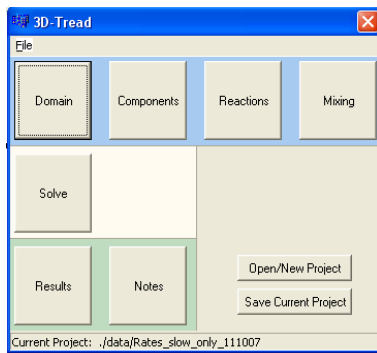 3D-Tread
File
Domain
Components
Reactions
Mixing
Solve
Results
Notes
Open/New Project
Save Current Project
Current Project: ./data/Rates_slow_only_111007